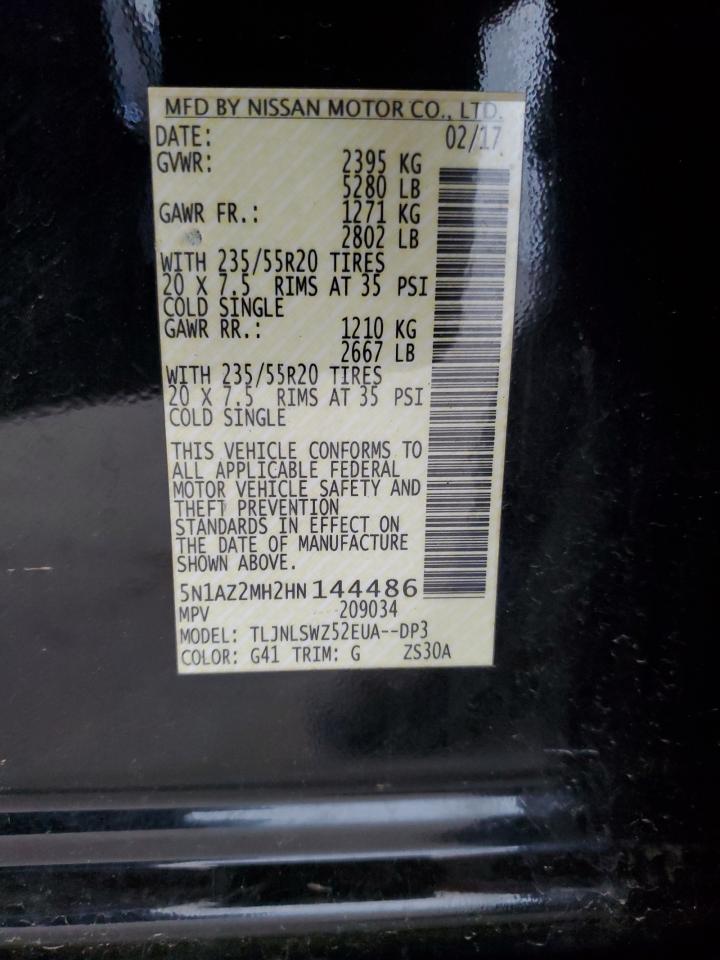 MFD BY NISSAN MOTOR CO., LTD.
DATE: 02/17
GVWR: 2395 KG
5280 LB
GAWR FR.: 1271 KG
2802 LB
WITH 235/55R20 TIRES
20 X 7.5 RIMS AT 35 PSI
COLD SINGLE
GAWR RR.: 1210 KG
2667 LB
WITH 235/55R20 TIRES
20 X 7.5 RIMS AT 35 PSI
COLD SINGLE
THIS VEHICLE CONFORMS TO
ALL APPLICABLE FEDERAL
MOTOR VEHICLE SAFETY AND
THEFT PREVENTION
STANDARDS IN EFFECT ON
THE DATE OF MANUFACTURE
SHOWN ABOVE.
5N1AZ2MH2HN144486
MPV 209034
MODEL: TLJNLSWZ52EUA--DP3
COLOR: G41 TRIM: G ZS30A